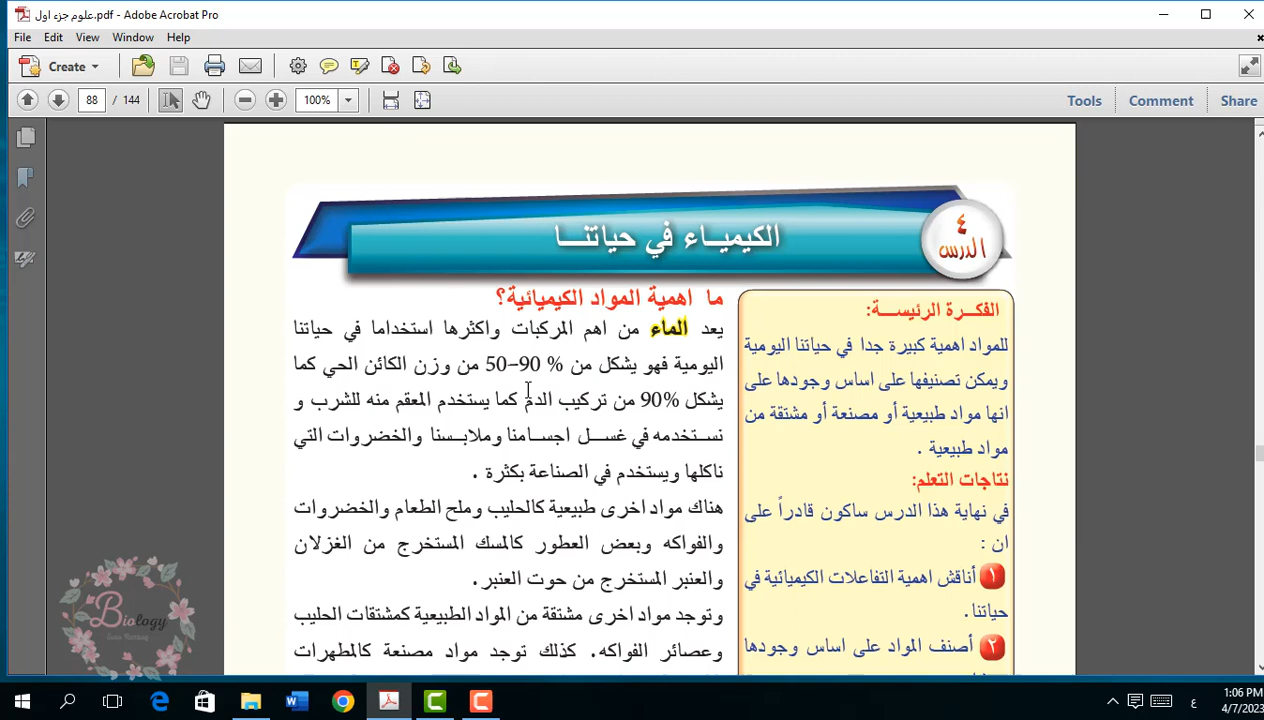 علوم جزء اول.pdf - Adobe Acrobat Pro
File Edit View Window Help
Create
88 / 144 100% Tools Comment Share
الدرس ٤
الكيميـــاء في حياتنـــا
ما اهمية المواد الكيميائية؟
يعد الماء من اهم المركبات واكثرها استخداما في حياتنا
اليومية فهو يشكل من % 90–50 من وزن الكائن الحي كما
يشكل %90 من تركيب الدم كما يستخدم المعقم منه للشرب و
نستخدمه في غسل اجسامنا وملابسنا والخضروات التي
ناكلها ويستخدم في الصناعة بكثرة .
هناك مواد اخرى طبيعية كالحليب وملح الطعام والخضروات
والفواكه وبعض العطور كالمسك المستخرج من الغزلان
والعنبر المستخرج من حوت العنبر.
وتوجد مواد اخرى مشتقة من المواد الطبيعية كمشتقات الحليب
وعصائر الفواكه. كذلك توجد مواد مصنعة كالمطهرات
الفكـرة الرئيســـة:
للمواد اهمية كبيرة جدا في حياتنا اليومية
ويمكن تصنيفها على اساس وجودها على
انها مواد طبيعية أو مصنعة أو مشتقة من
مواد طبيعية .
نتاجات التعلم:
في نهاية هذا الدرس ساكون قادراً على
ان :
١ أناقش اهمية التفاعلات الكيميائية في
حياتنا.
٢ أصنف المواد على اساس وجودها
Biology
ع
1:06 PM
4/7/2023